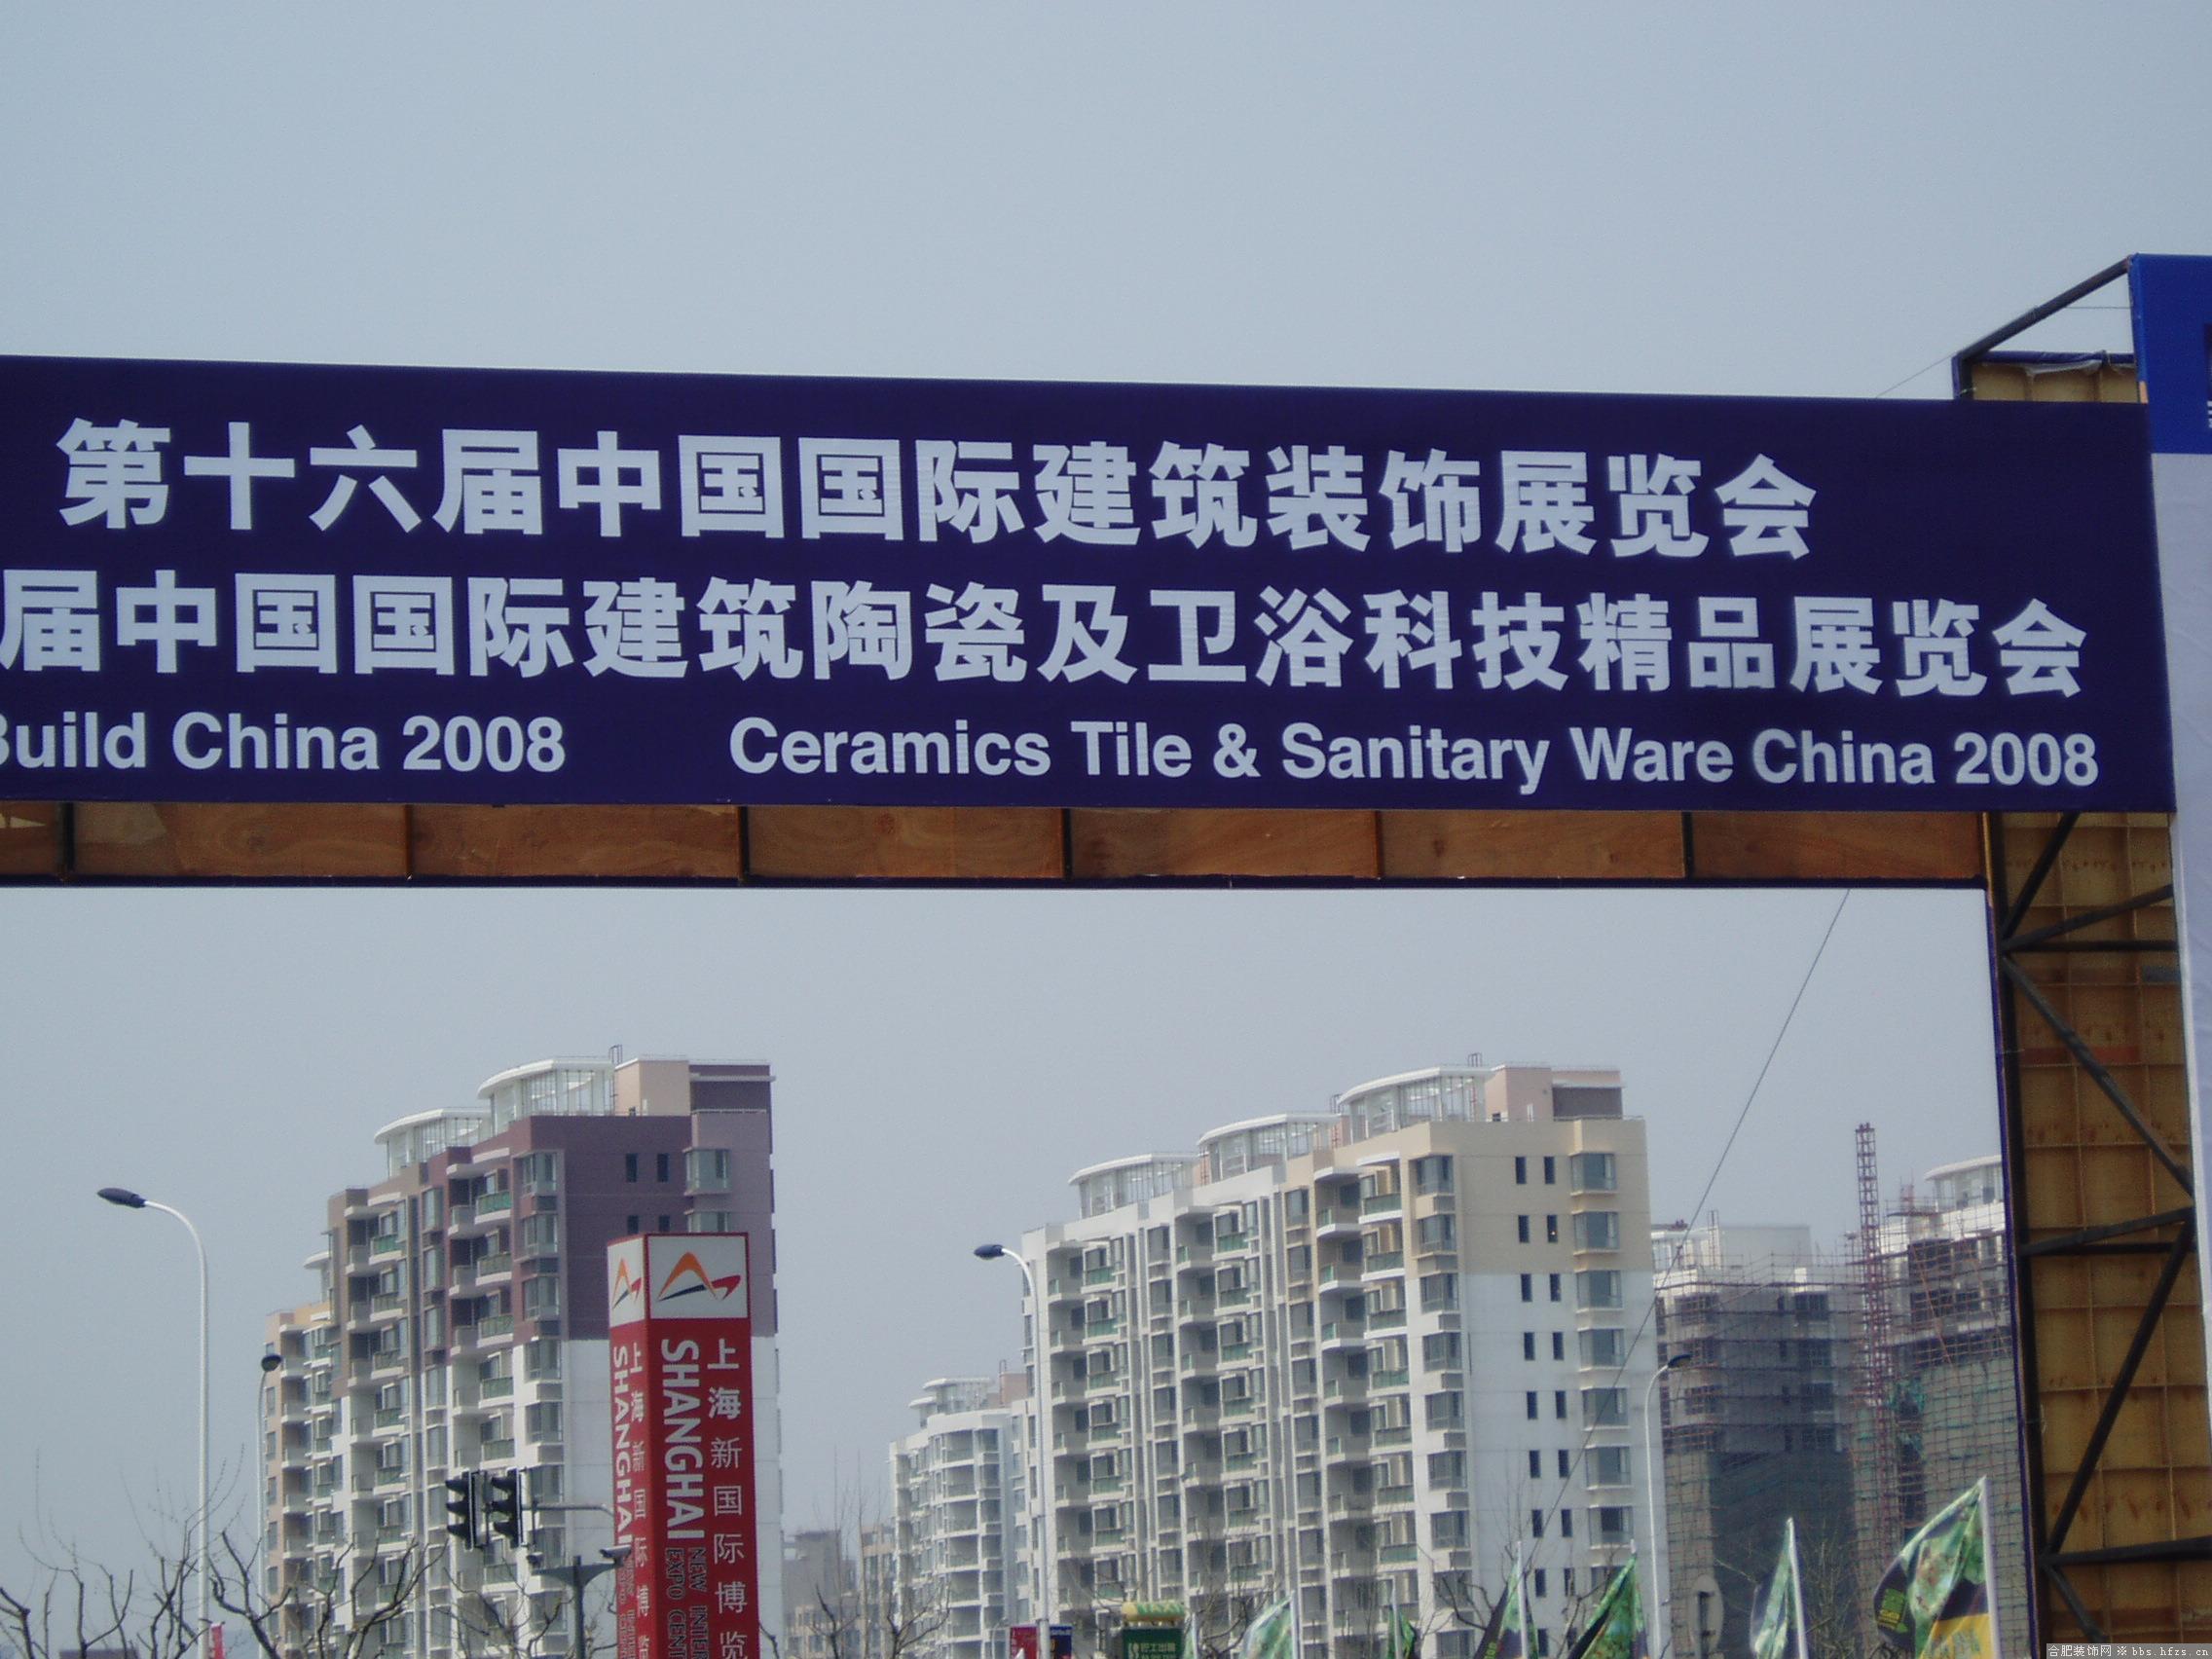 第十六届中国国际建筑装饰展览会
届中国国际建筑陶瓷及卫浴科技精品展览会
Build China 2008 Ceramics Tile & Sanitary Ware China 2008
上海新国际博览
SHANGHAI
NEW INTER
EXPO CENT
上海新国际博览
SHANGHAI
合肥装饰网※bbs.hfzs.cn